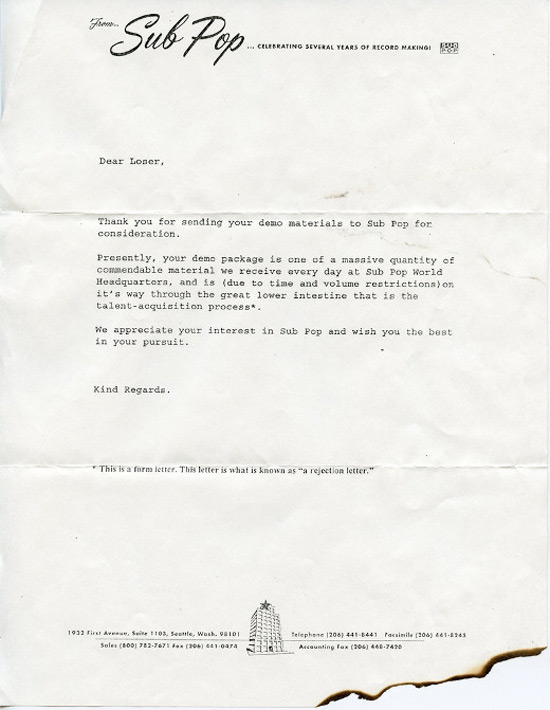 From...
Sub Pop ... CELEBRATING SEVERAL YEARS OF RECORD MAKING! SUB POP
Dear Loser,
Thank you for sending your demo materials to Sub Pop for
consideration.
Presently, your demo package is one of a massive quantity of
commendable material we receive every day at Sub Pop World
Headquarters, and is (due to time and volume restrictions)on
it's way through the great lower intestine that is the
talent-acquisition process*.
We appreciate your interest in Sub Pop and wish you the best
in your pursuit.
Kind Regards.
* This is a form letter. This letter is what is known as "a rejection letter."
1932 First Avenue, Suite 1103, Seattle, Wash. 98101 Telephone (206) 441-8441 Facsimile (206) 441-8245
Sales (800) 782-7671 Fax (206) 441-0474 Accounting Fax (206) 448-7420